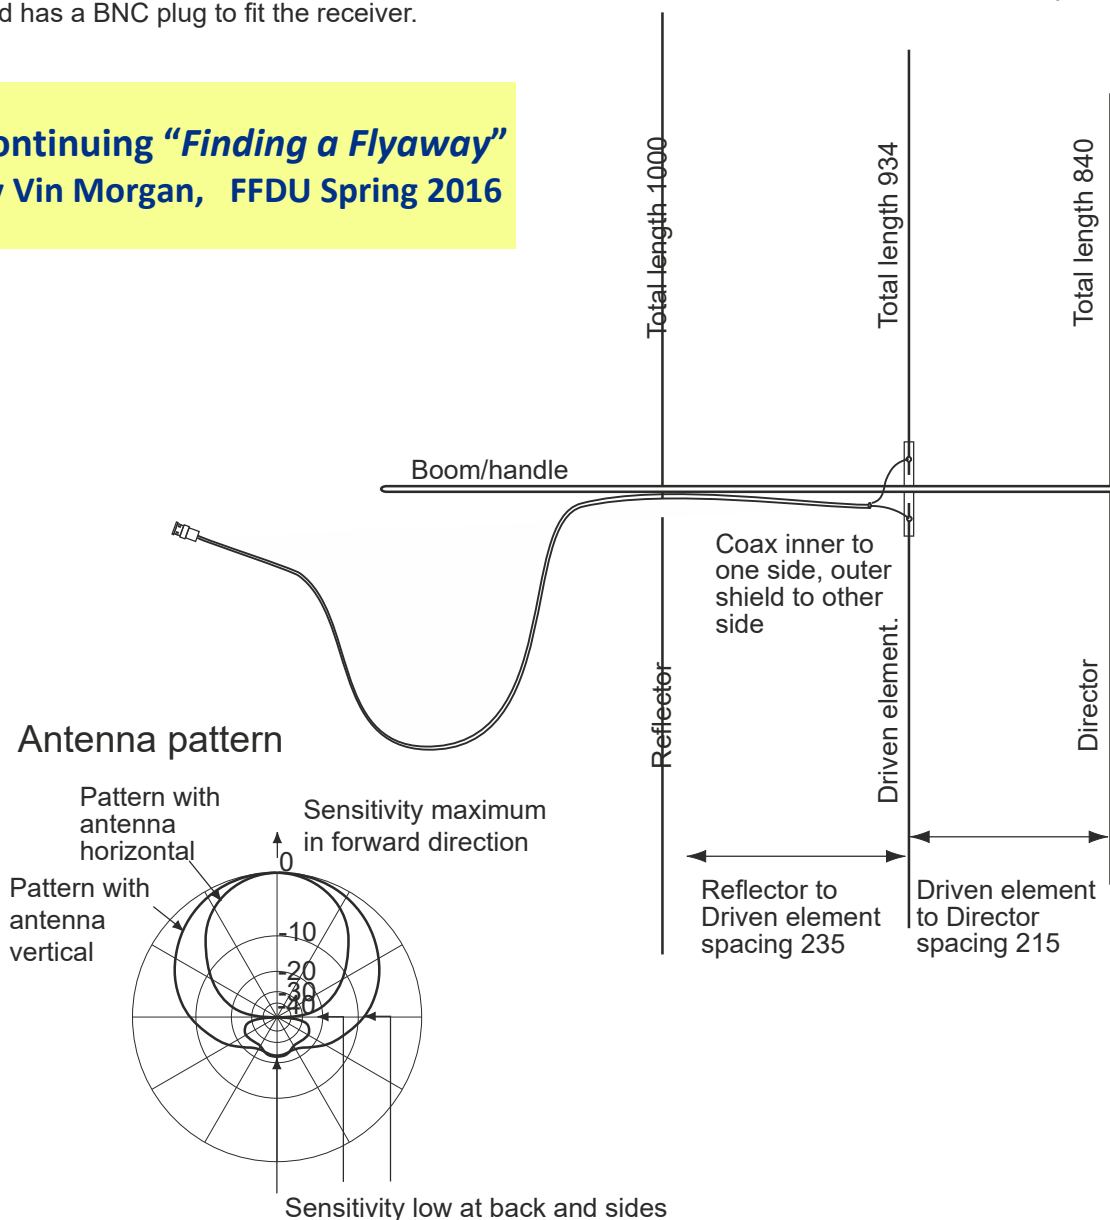 d has a BNC plug to fit the receiver.
ontinuing “Finding a Flyaway”
Vin Morgan, FFDU Spring 2016
Total length 1000
Total length 934
Total length 840
Boom/handle
Coax inner to
one side, outer
shield to other
side
Reflector
Driven element.
Director
Reflector to
Driven element
spacing 235
Driven element
to Director
spacing 215
Antenna pattern
Pattern with
antenna
horizontal
Sensitivity maximum
in forward direction
Pattern with
antenna
vertical
0
-10
-20
-30
-40
Sensitivity low at back and sides